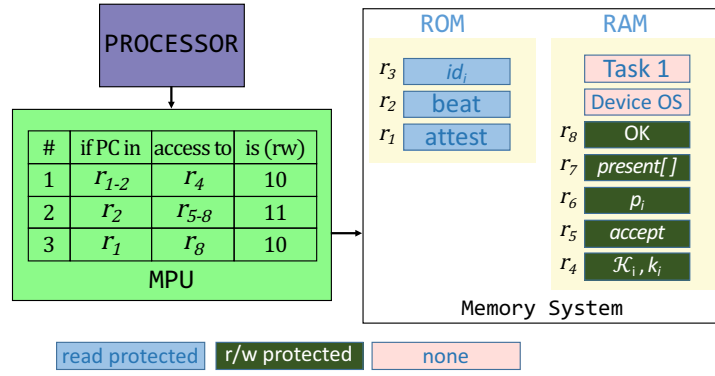 PROCESSOR
# if PC in access to is (rw)
1 r1-2 r4 10
2 r2 r5-8 11
3 r1 r8 10
MPU
ROM
r3 idi
r2 beat
r1 attest
RAM
Task 1
Device OS
r8 OK
r7 present[ ]
r6 pi
r5 accept
r4 𝒦i , ki
Memory System
read protected
r/w protected
none